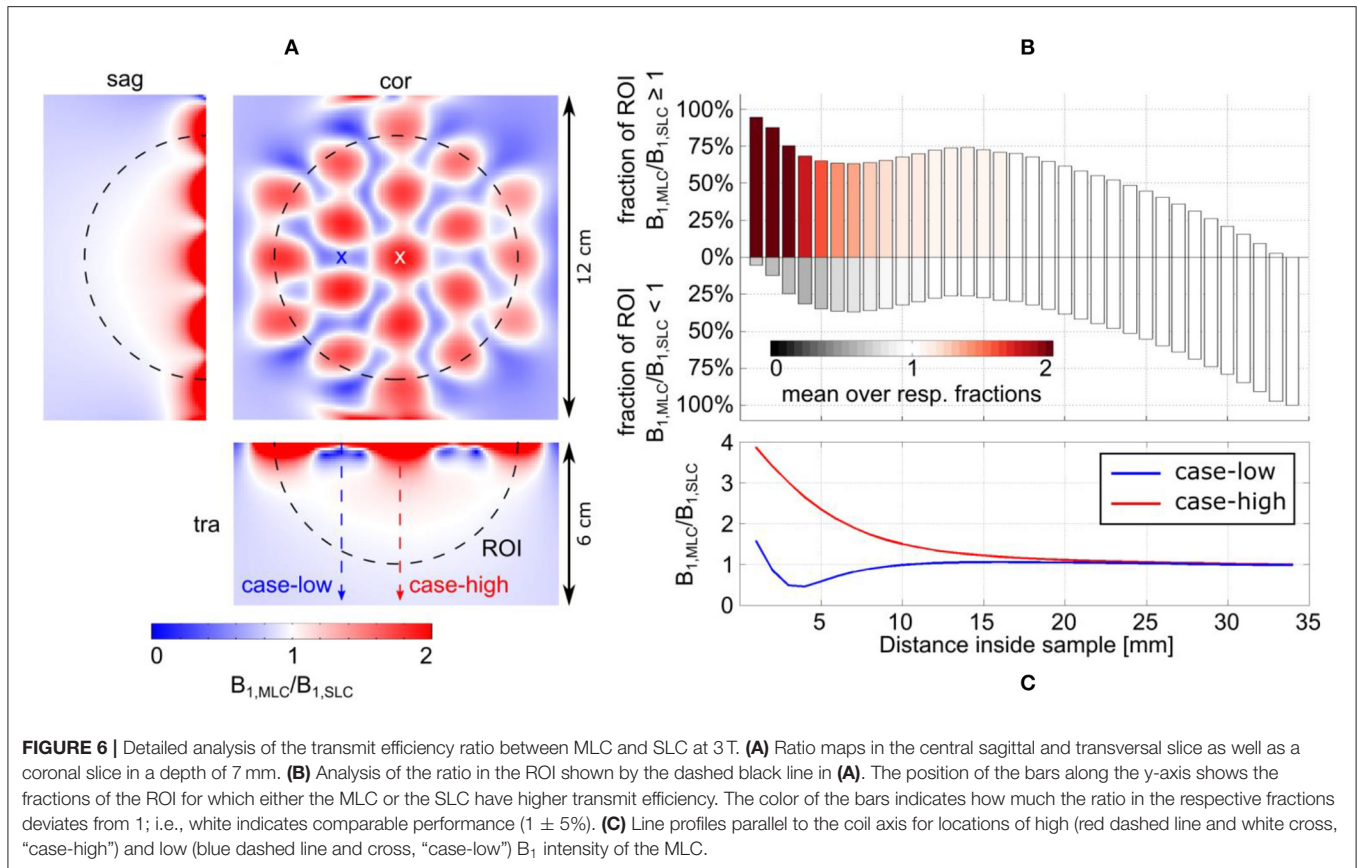 A
sag
cor
x
x
12 cm
tra
ROI
case-low
case-high
6 cm
0
1
2
B1,MLC/B1,SLC
B
fraction of ROI
B1,MLC/B1,SLC ≥ 1
fraction of ROI
B1,MLC/B1,SLC < 1
100%
75%
50%
25%
0%
25%
50%
75%
100%
0
1
2
mean over resp. fractions
B1,MLC/B1,SLC
4
3
2
1
0
case-low
case-high
5
10
15
20
25
30
35
Distance inside sample [mm]
C
FIGURE 6 | Detailed analysis of the transmit efficiency ratio between MLC and SLC at 3 T. (A) Ratio maps in the central sagittal and transversal slice as well as a
coronal slice in a depth of 7 mm. (B) Analysis of the ratio in the ROI shown by the dashed black line in (A). The position of the bars along the y-axis shows the
fractions of the ROI for which either the MLC or the SLC have higher transmit efficiency. The color of the bars indicates how much the ratio in the respective fractions
deviates from 1; i.e., white indicates comparable performance (1 ± 5%). (C) Line profiles parallel to the coil axis for locations of high (red dashed line and white cross,
“case-high”) and low (blue dashed line and cross, “case-low”) B1 intensity of the MLC.